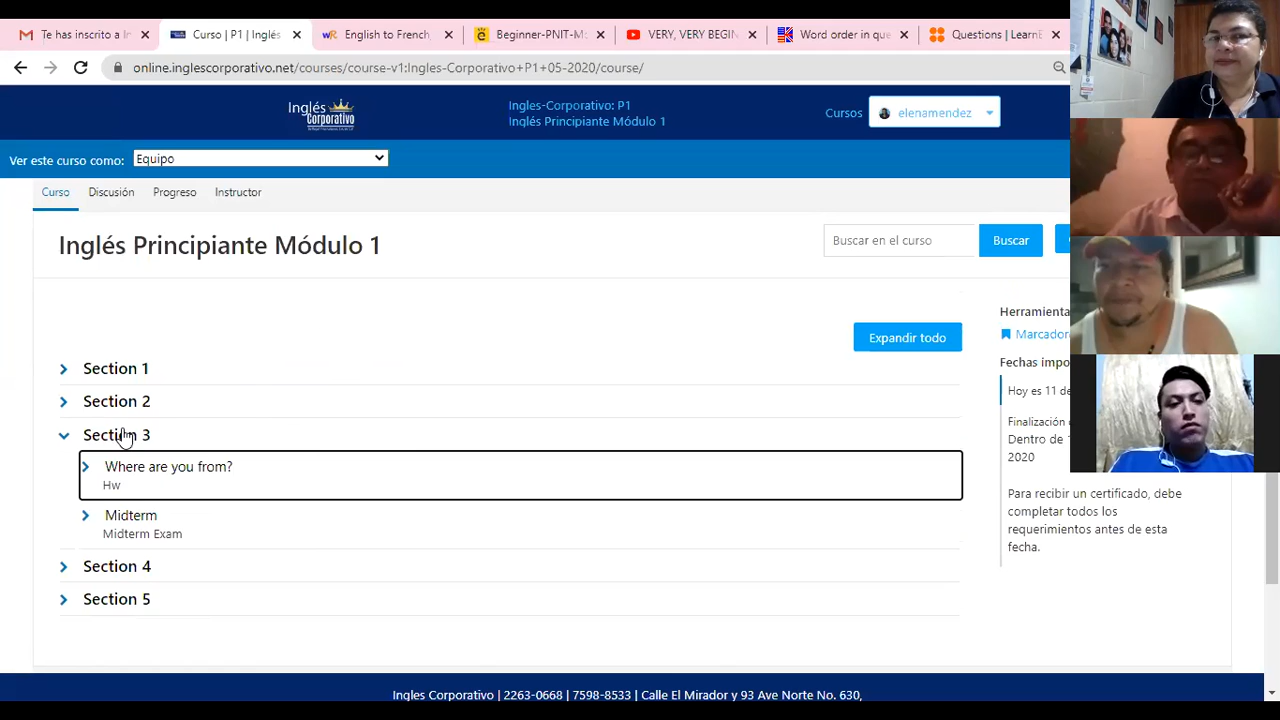 Te has inscrito a In
Curso | P1 | Inglés
English to French
Beginner-PNIT-Mo
VERY, VERY BEGIN
Word order in que
Questions | LearnE
online.inglescorporativo.net/courses/course-v1:Ingles-Corporativo+P1+05-2020/course/
Inglés
Corporativo
Ingles-Corporativo: P1
Inglés Principiante Módulo 1
Cursos
elenamendez
Ver este curso como:
Equipo
Curso
Discusión
Progreso
Instructor
Inglés Principiante Módulo 1
Buscar en el curso
Buscar
Expandir todo
Herramienta
Marcador
Fechas impo
Hoy es 11 de
Finalización
Dentro de
2020
Para recibir un certificado, debe
completar todos los
requerimientos antes de esta
fecha.
Section 1
Section 2
Section 3
Where are you from?
Hw
Midterm
Midterm Exam
Section 4
Section 5
Ingles Corporativo | 2263-0668 | 7598-8533 | Calle El Mirador y 93 Ave Norte No. 630,